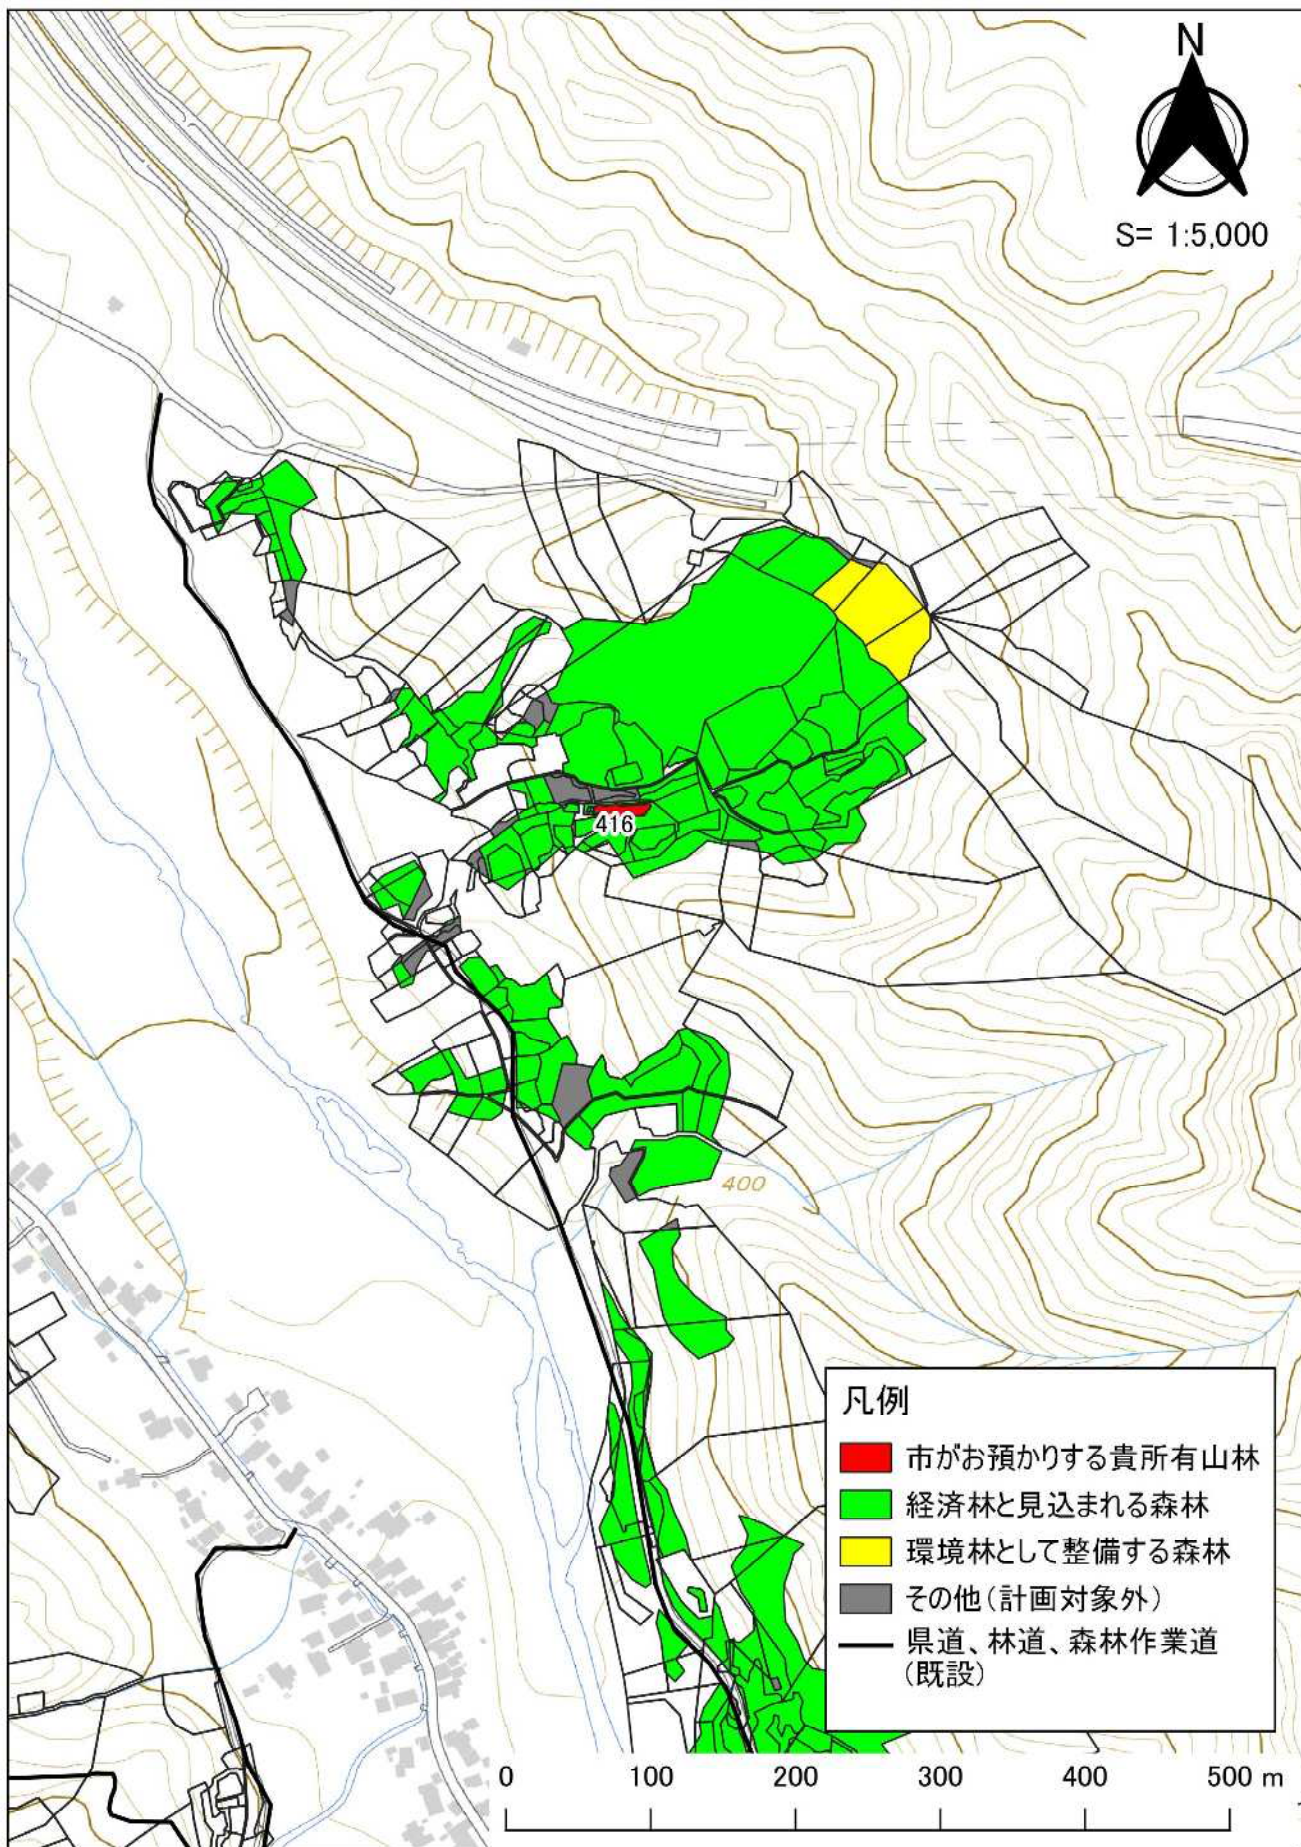 N
S= 1:5,000
416
400
凡例
市がお預かりする貴所有山林
経済林と見込まれる森林
環境林として整備する森林
その他(計画対象外)
県道、林道、森林作業道
(既設)
0 100 200 300 400 500 m